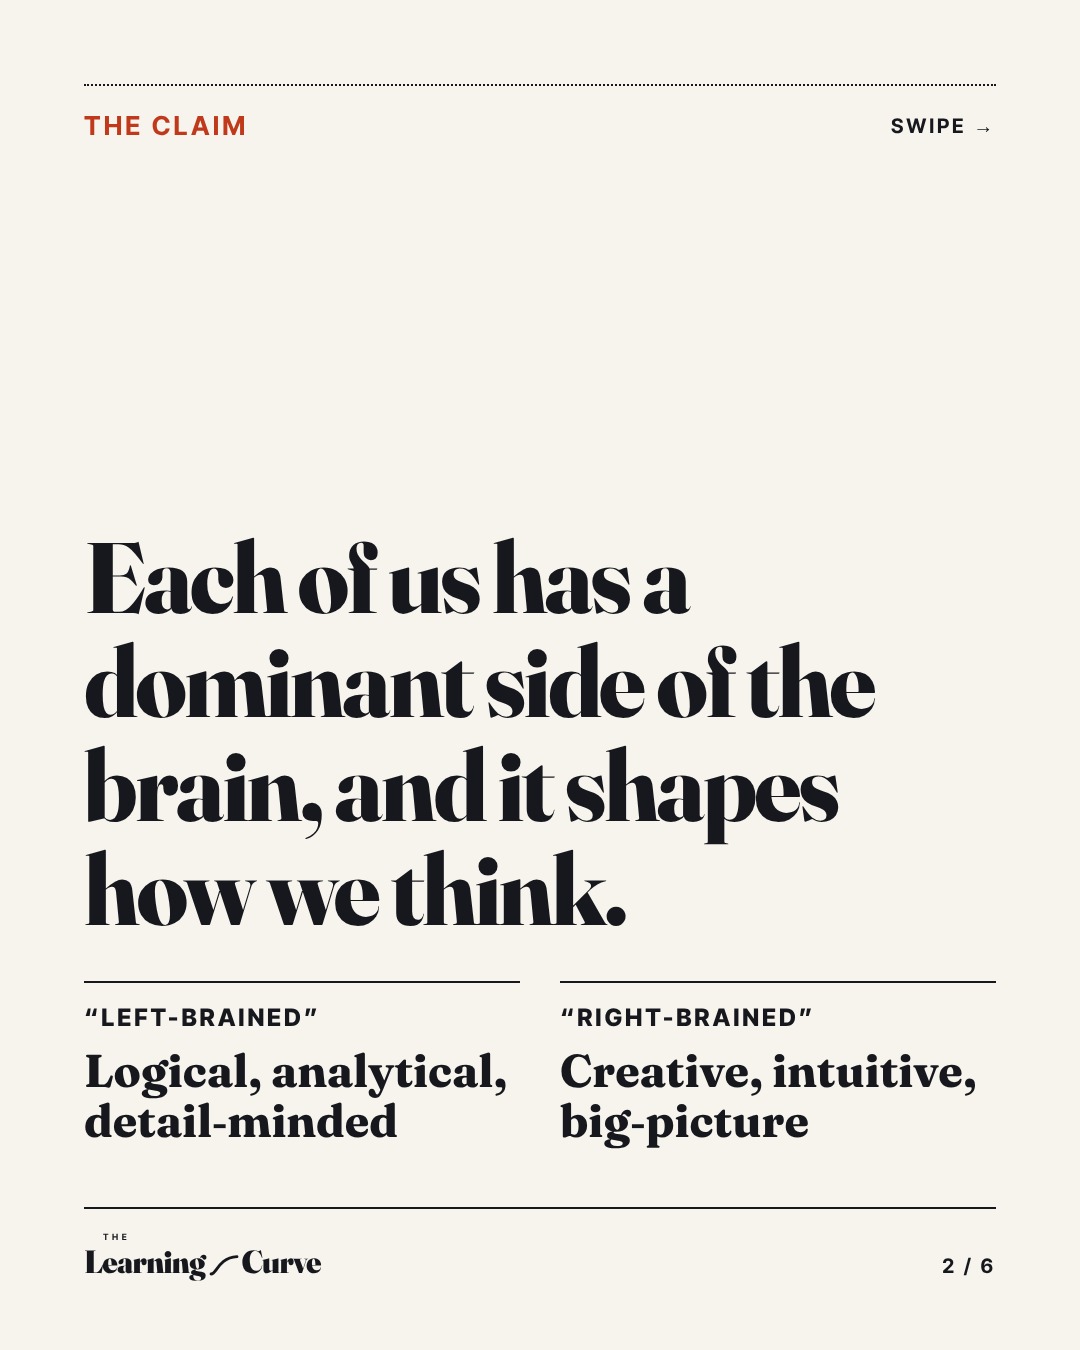 THE CLAIM
SWIPE →
Each of us has a
dominant side of the
brain, and it shapes
how we think.
“LEFT-BRAINED”
Logical, analytical,
detail-minded
“RIGHT-BRAINED”
Creative, intuitive,
big-picture
THE
Learning Curve
2 / 6